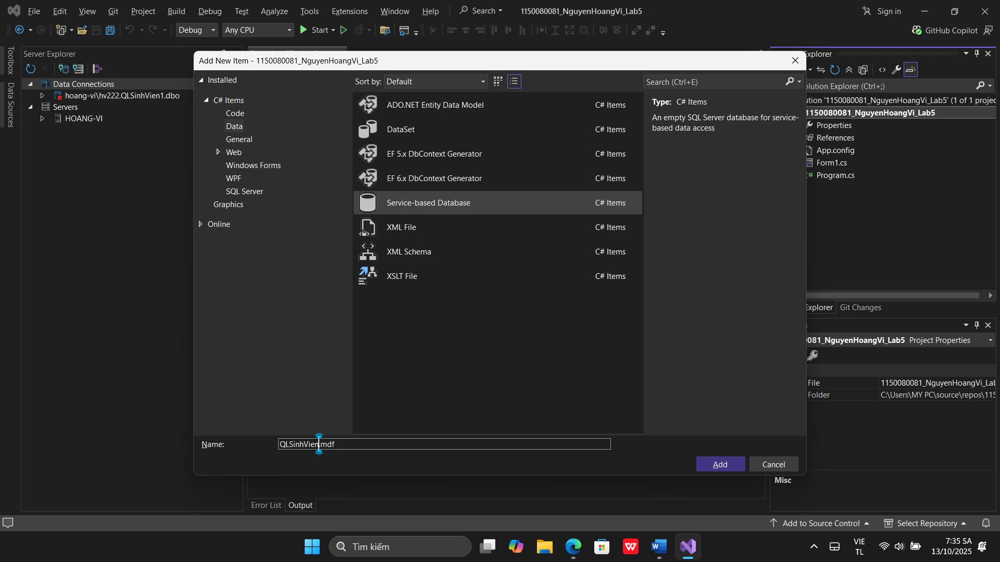 File Edit View Git Project Build Debug Test Analyze Tools Extensions Window Help Search 1150080081_NguyenHoangVi_Lab5 Sign in
Debug Any CPU Start GitHub Copilot
Toolbox
Data Sources
Server Explorer
Data Connections
hoang-vi\hv222.QLSinhVien1.dbo
Servers
HOANG-VI
Add New Item - 1150080081_NguyenHoangVi_Lab5
Installed
C# Items
Code
Data
General
Web
Windows Forms
WPF
SQL Server
Graphics
Online
Sort by: Default
Search (Ctrl+E)
ADO.NET Entity Data Model C# Items
DataSet C# Items
EF 5.x DbContext Generator C# Items
EF 6.x DbContext Generator C# Items
Service-based Database C# Items
XML File C# Items
XML Schema C# Items
XSLT File C# Items
Type: C# Items
An empty SQL Server database for service-
based data access
Name: QLSinhVien.mdf
Add Cancel
Explorer
olution Explorer (Ctrl+;)
ution '1150080081_NguyenHoangVi_Lab5' (1 of 1 projec
1150080081_NguyenHoangVi_Lab5
Properties
References
App.config
Form1.cs
Program.cs
Explorer Git Changes
0081_NguyenHoangVi_Lab5 Project Properties
File 1150080081_NguyenHoangVi_Lab
Folder C:\Users\MY PC\source\repos\115
Misc
Error List Output
Add to Source Control Select Repository
Tìm kiếm
VIE
TL
7:35 SA
13/10/2025